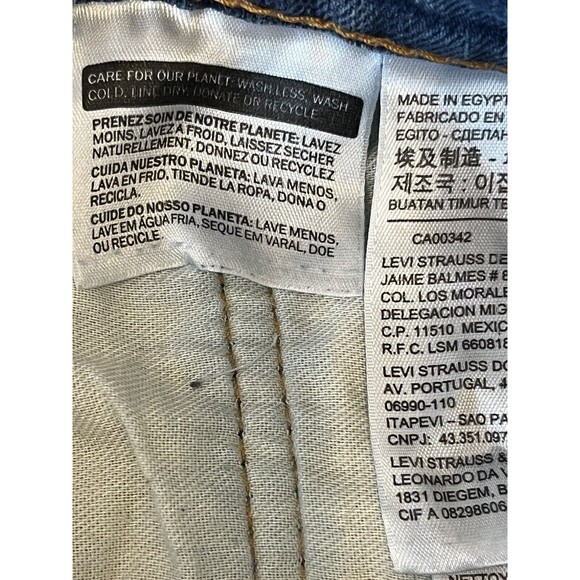 CARE FOR OUR PLANET: WASH LESS, WASH
COLD, LINE DRY, DONATE OR RECYCLE
PRENEZ SOIN DE NOTRE PLANETE: LAVEZ
MOINS, LAVEZ A FROID, LAISSEZ SECHER
NATURELLEMENT, DONNEZ OU RECYCLEZ
CUIDA NUESTRO PLANETA: LAVA MENOS,
LAVA EN FRIO, TIENDE LA ROPA, DONA O
RECICLA.
CUIDE DO NOSSO PLANETA: LAVE MENOS,
LAVE EM ÁGUA FRIA, SEQUE EM VARAL, DOE
OU RECICLE
MADE IN EGYPT
FABRICADO EN
EGITO - СДЕЛАН
埃及制造 -
제조국 : 이집
BUATAN TIMUR TE
CA00342
LEVI STRAUSS DE
JAIME BALMES # 8
COL. LOS MORALE
DELEGACION MIG
C.P. 11510 MEXIC
R.F.C. LSM 660818
LEVI STRAUSS DO
AV. PORTUGAL, 4
06990-110
ITAPEVI – SAO PA
CNPJ: 43.351.097
LEVI STRAUSS &
LEONARDO DA V
1831 DIEGEM, B
CIF A 08298606
NETTOY